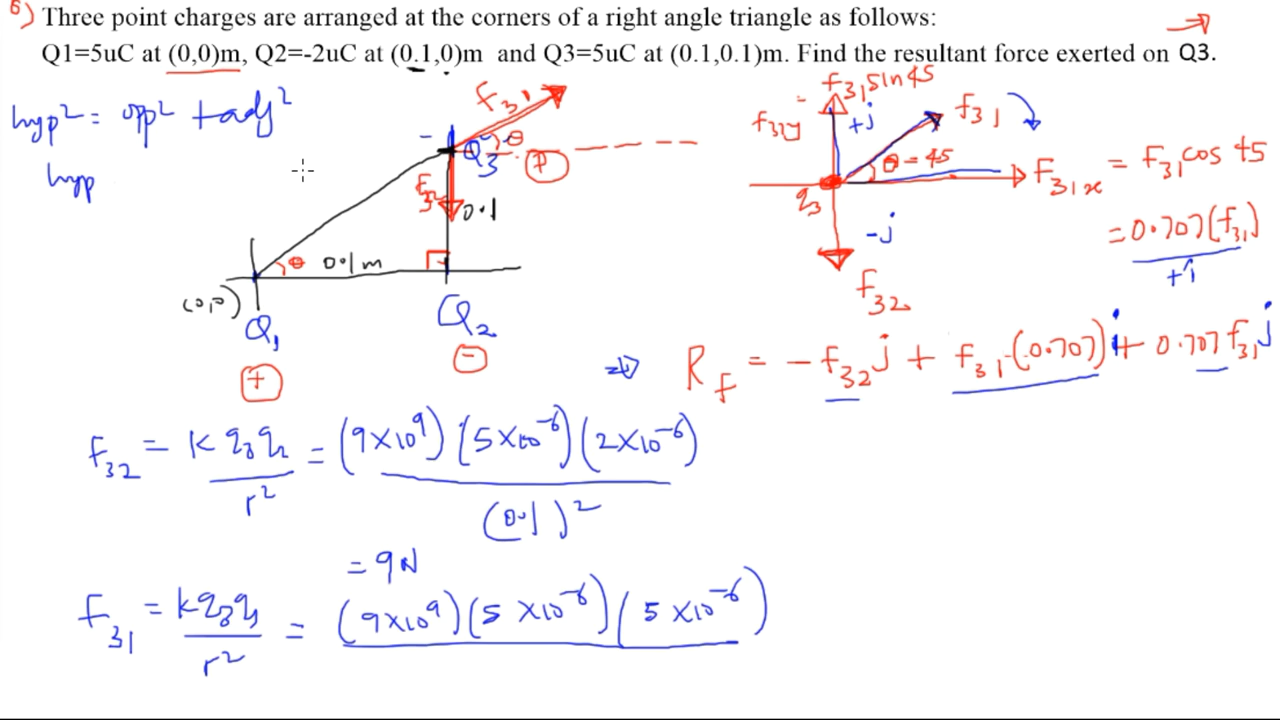 5) Three point charges are arranged at the corners of a right angle triangle as follows:
Q1=5uC at (0,0)m, Q2=-2uC at (0.1,0)m and Q3=5uC at (0.1,0.1)m. Find the resultant force exerted on Q3.
hyp² = opp² + adj²
hyp
F31
θ
Q3
+
F32
0.1
θ
0.1m
(0,0)
Q1
+
Q2
−
F31 sin 45
F32y
+j
F31
θ = 45
q3
F31x = F31 cos 45
= 0.707(F31)
+i
-j
F32
⇒ RF = − F32 j + F31 (0.707) i + 0.707 F31 j
F32 = k q3 q2 / r² = (9×10⁹) (5×10⁻⁶) (2×10⁻⁶) / (0.1)²
= 9N
F31 = k q3 q1 / r² = (9×10⁹) (5×10⁻⁶) (5×10⁻⁶)